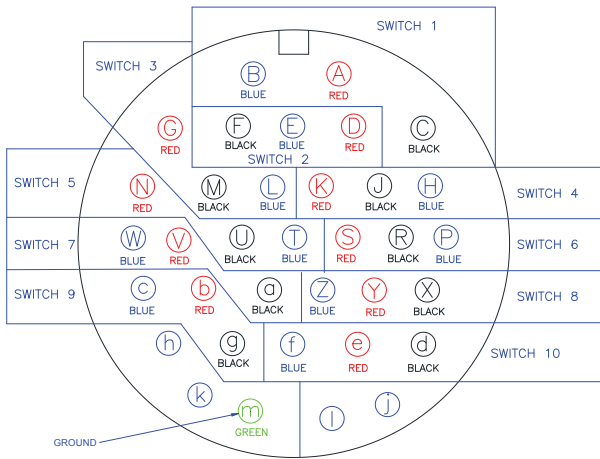 SWITCH 1
SWITCH 3
B
A
BLUE
RED
G
F
E
D
C
RED
BLACK
BLUE
RED
BLACK
SWITCH 2
SWITCH 5
N
M
L
K
J
H
SWITCH 4
RED
BLACK
BLUE
RED
BLACK
BLUE
SWITCH 7
W
V
U
T
S
R
P
SWITCH 6
BLUE
RED
BLACK
BLUE
RED
BLACK
BLUE
SWITCH 9
c
b
a
Z
Y
X
SWITCH 8
BLUE
RED
BLACK
BLUE
RED
BLACK
h
g
f
e
d
SWITCH 10
BLACK
BLUE
RED
BLACK
k
m
l
j
GREEN
GROUND